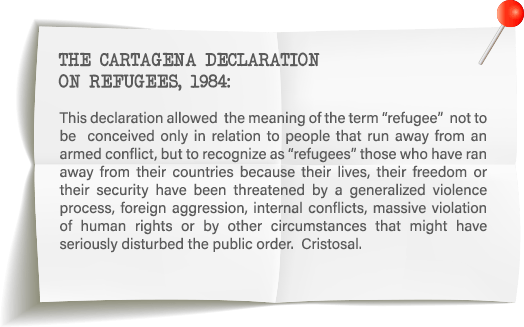 THE CARTAGENA DECLARATION
ON REFUGEES, 1984:
This declaration allowed the meaning of the term “refugee” not to
be conceived only in relation to people that run away from an
armed conflict, but to recognize as “refugees” those who have ran
away from their countries because their lives, their freedom or
their security have been threatened by a generalized violence
process, foreign aggression, internal conflicts, massive violation
of human rights or by other circumstances that might have
seriously disturbed the public order. Cristosal.